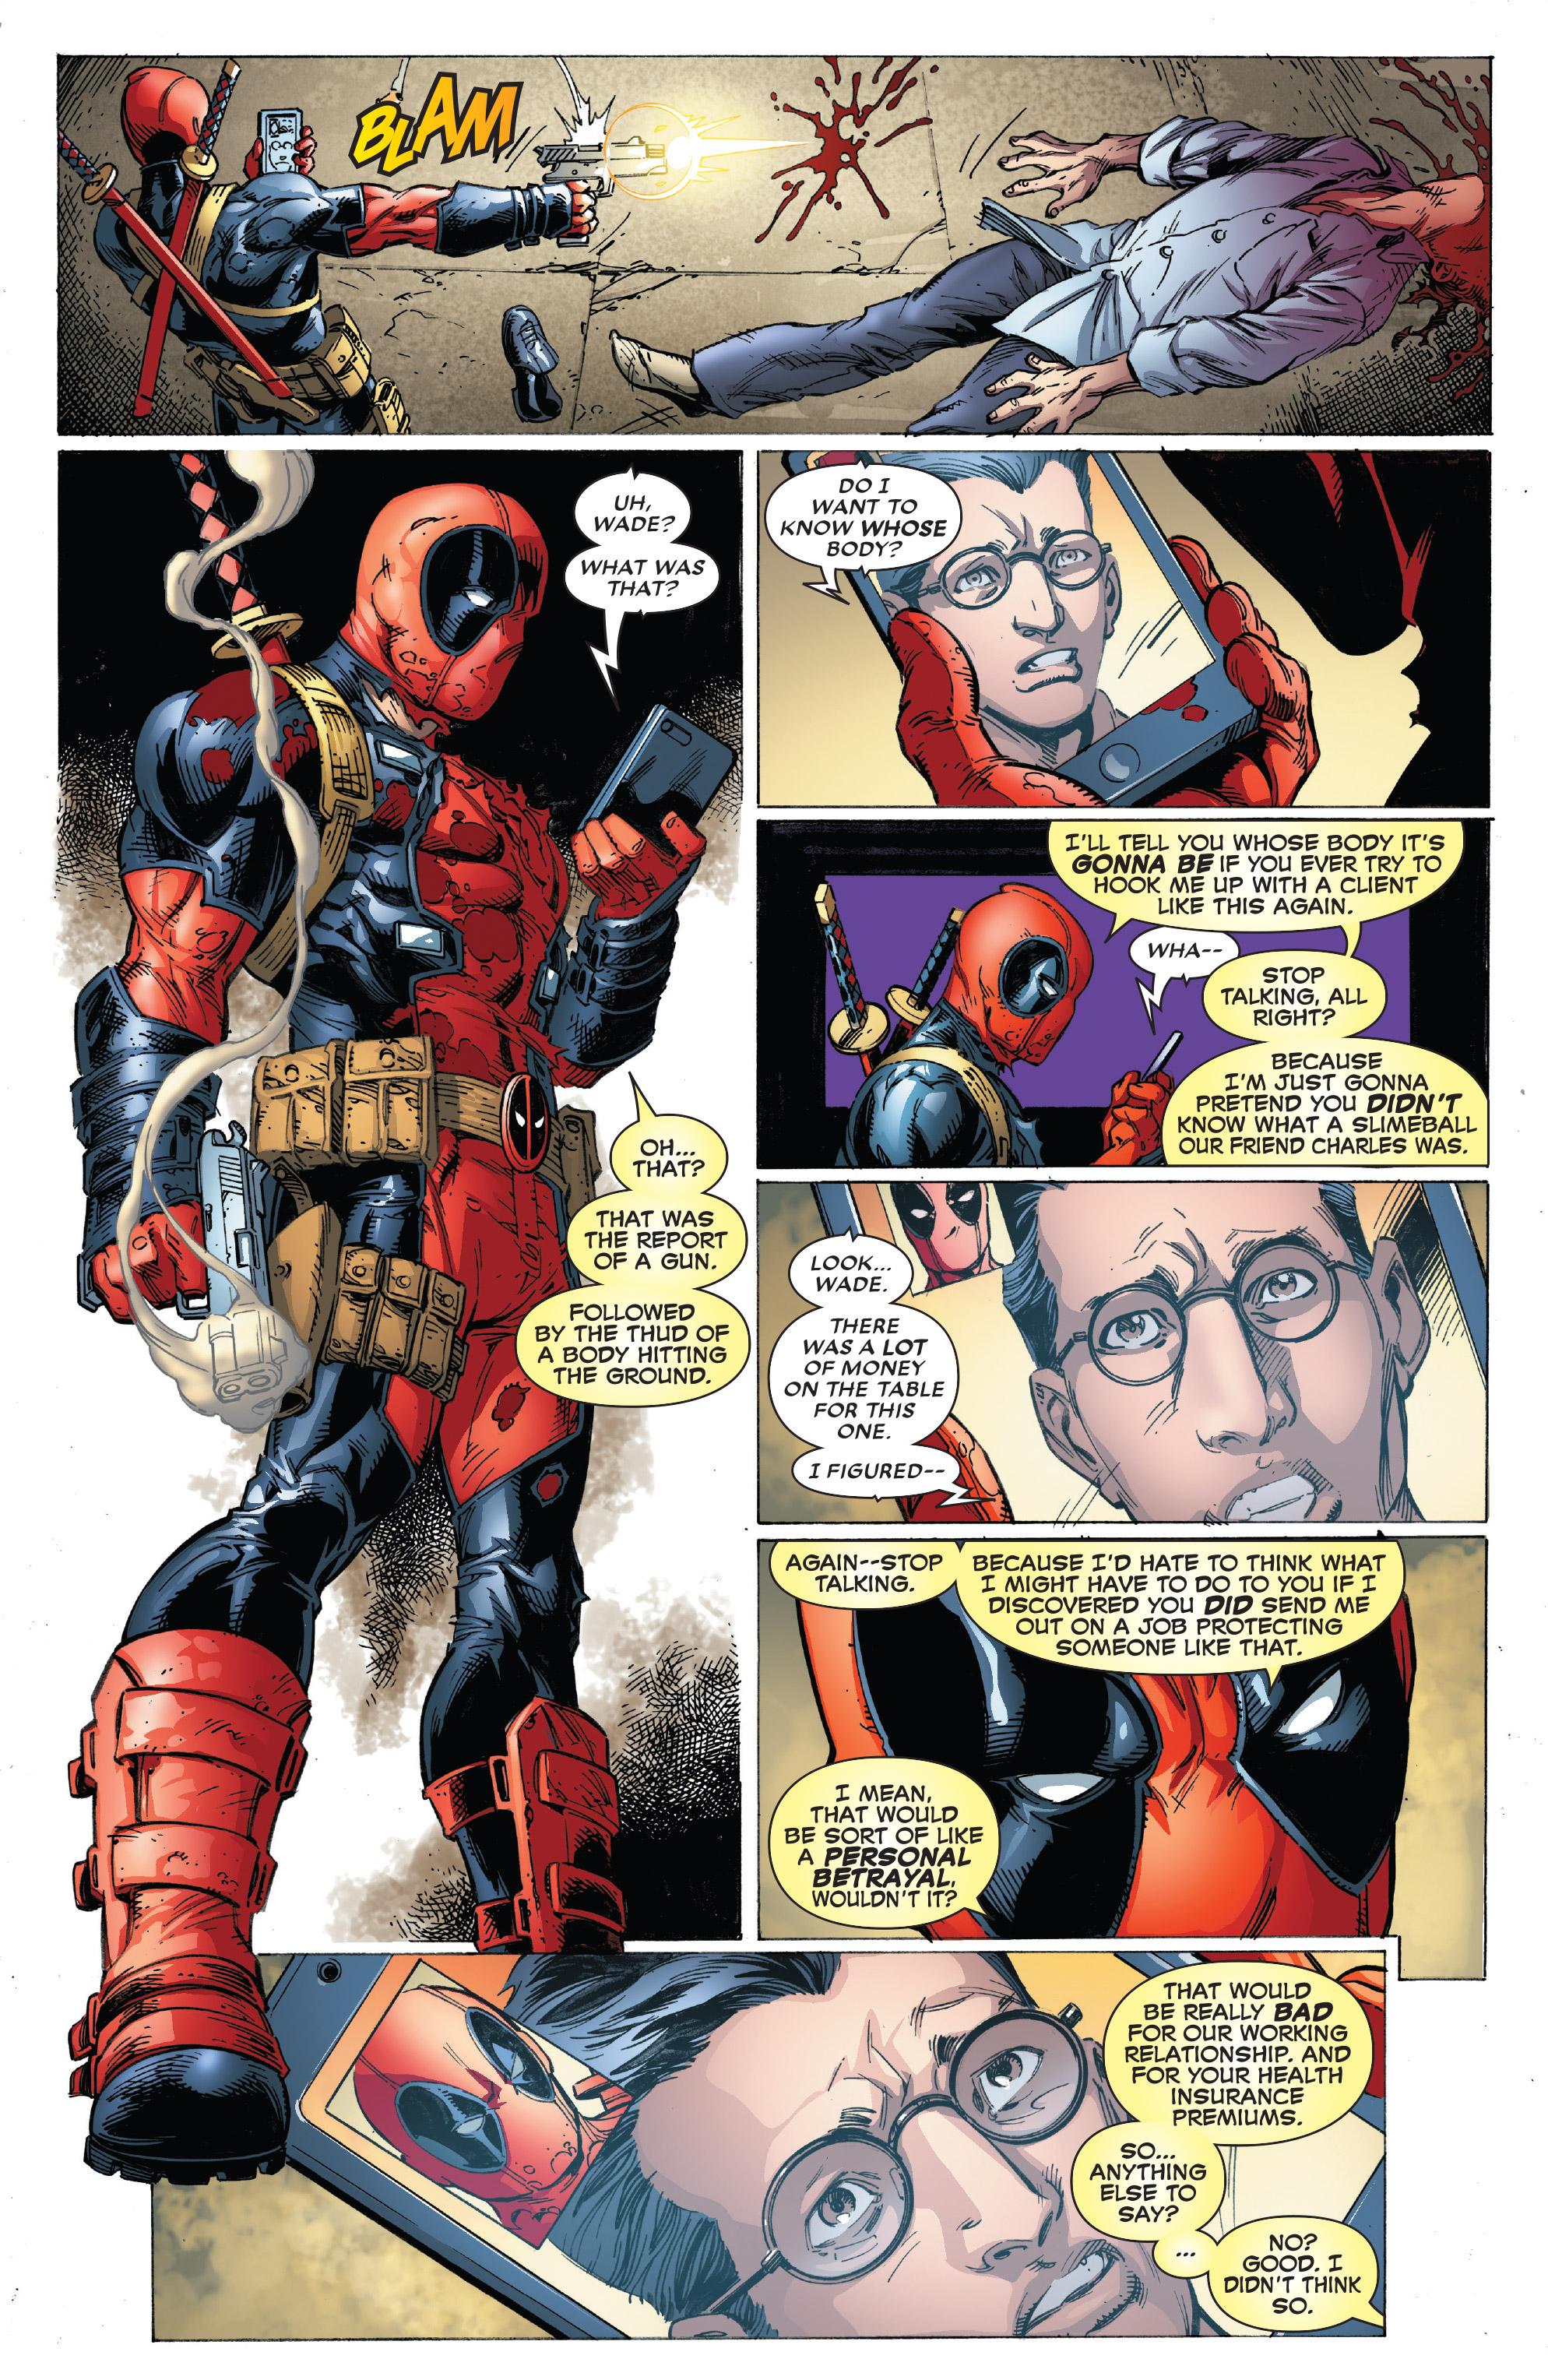 BLAM
UH,
WADE?
WHAT WAS
THAT?
OH...
THAT?
THAT WAS
THE REPORT
OF A GUN.
FOLLOWED
BY THE THUD OF
A BODY HITTING
THE GROUND.
DO I
WANT TO
KNOW WHOSE
BODY?
I'LL TELL YOU WHOSE BODY IT'S
GONNA BE IF YOU EVER TRY TO
HOOK ME UP WITH A CLIENT
LIKE THIS AGAIN.
WHA--
STOP
TALKING, ALL
RIGHT?
BECAUSE
I'M JUST GONNA
PRETEND YOU DIDN'T
KNOW WHAT A SLIMEBALL
OUR FRIEND CHARLES WAS.
LOOK...
WADE.
THERE
WAS A LOT
OF MONEY
ON THE TABLE
FOR THIS
ONE.
I FIGURED--
AGAIN--STOP
TALKING.
BECAUSE I'D HATE TO THINK WHAT
I MIGHT HAVE TO DO TO YOU IF I
DISCOVERED YOU DID SEND ME
OUT ON A JOB PROTECTING
SOMEONE LIKE THAT.
I MEAN,
THAT WOULD
BE SORT OF LIKE
A PERSONAL
BETRAYAL,
WOULDN'T IT?
THAT WOULD
BE REALLY BAD
FOR OUR WORKING
RELATIONSHIP. AND
FOR YOUR HEALTH
INSURANCE
PREMIUMS.
SO...
ANYTHING
ELSE TO
SAY?
...
NO?
GOOD. I
DIDN'T THINK
SO.